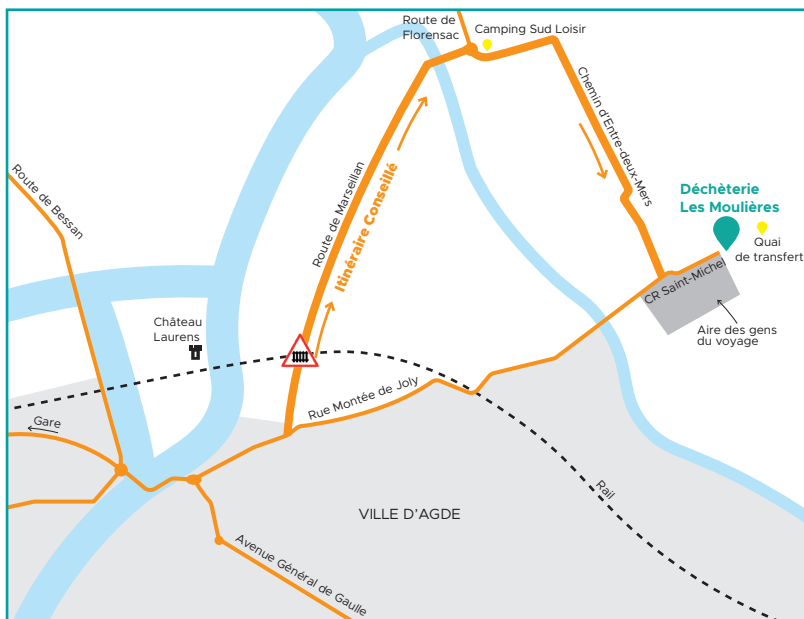 Route de
Florensac
Camping Sud Loisir
Chemin d'Entre-deux-Mers
Route de Bessan
Route de Marseillan
Itinéraire Conseillé
Déchèterie
Les Moulières
Quai
de transfert
CR Saint-Michel
Aire des gens
du voyage
Château
Laurens
Rue Montée de Joly
Gare
Rail
VILLE D'AGDE
Avenue Général de Gaulle